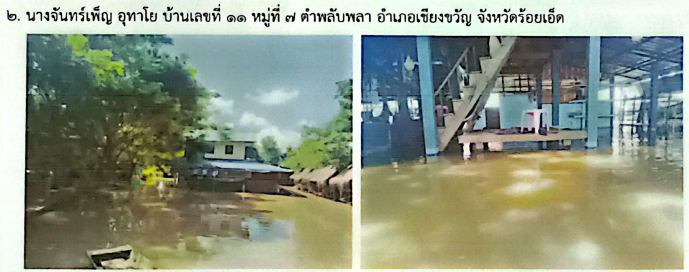 ๒. นางจันทร์เพ็ญ อุทาโย บ้านเลขที่ ๑๑ หมู่ที่ ๗ ตำพลับพลา อำเภอเชียงขวัญ จังหวัดร้อยเอ็ด